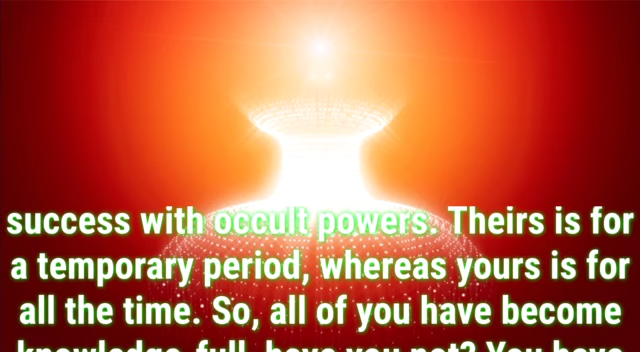 success with occult powers. Theirs is for
a temporary period, whereas yours is for
all the time. So, all of you have become
knowledge-full, have you not? You have